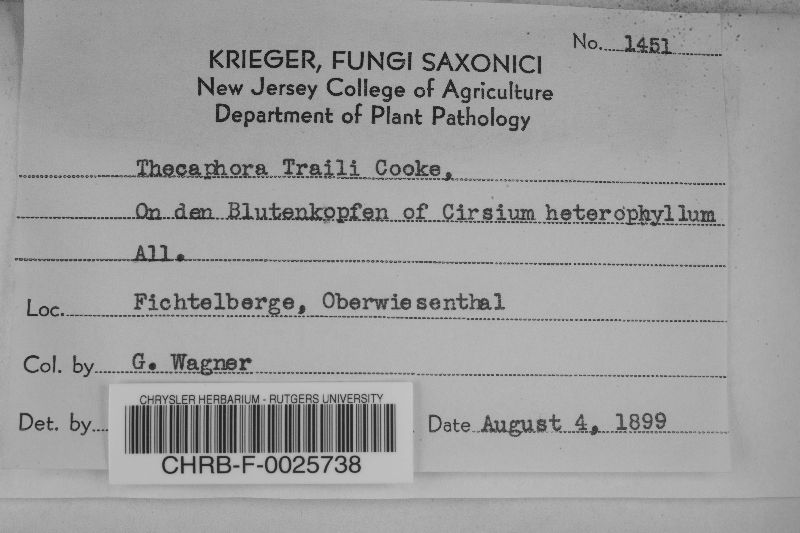 No. 1451
KRIEGER, FUNGI SAXONICI
New Jersey College of Agriculture
Department of Plant Pathology
Thecaphora Traili Cooke,
On den Blutenkopfen of Cirsium heterophyllum
All.
Loc. Fichtelberge, Oberwiesenthal
Col. by G. Wagner
Det. by
Date August 4, 1899
CHRYSLER HERBARIUM - RUTGERS UNIVERSITY
CHRB-F-0025738